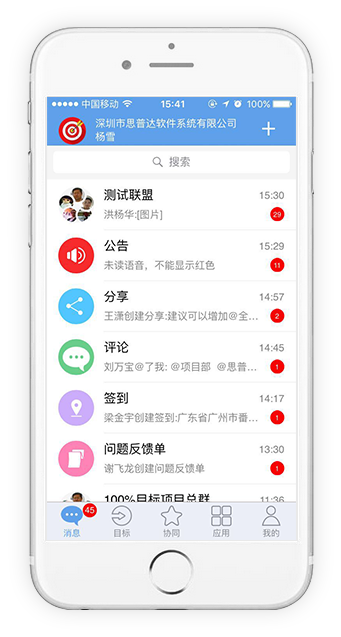 中国移动 15:41 100%
深圳市思普达软件系统有限公司
杨雪
搜索
测试联盟 15:30
洪杨华:[图片] 29
公告 15:29
未读语音，不能显示红色 11
分享 14:57
王潇创建分享:建议可以增加@全... 2
评论 14:45
刘万宝@了我: @项目部 @思普... 1
签到 14:17
梁金宇创建签到:广东省广州市番... 1
问题反馈单 13:30
谢飞龙创建问题反馈单 1
100%目标项目总群 11:36
45
消息 目标 协同 应用 我的